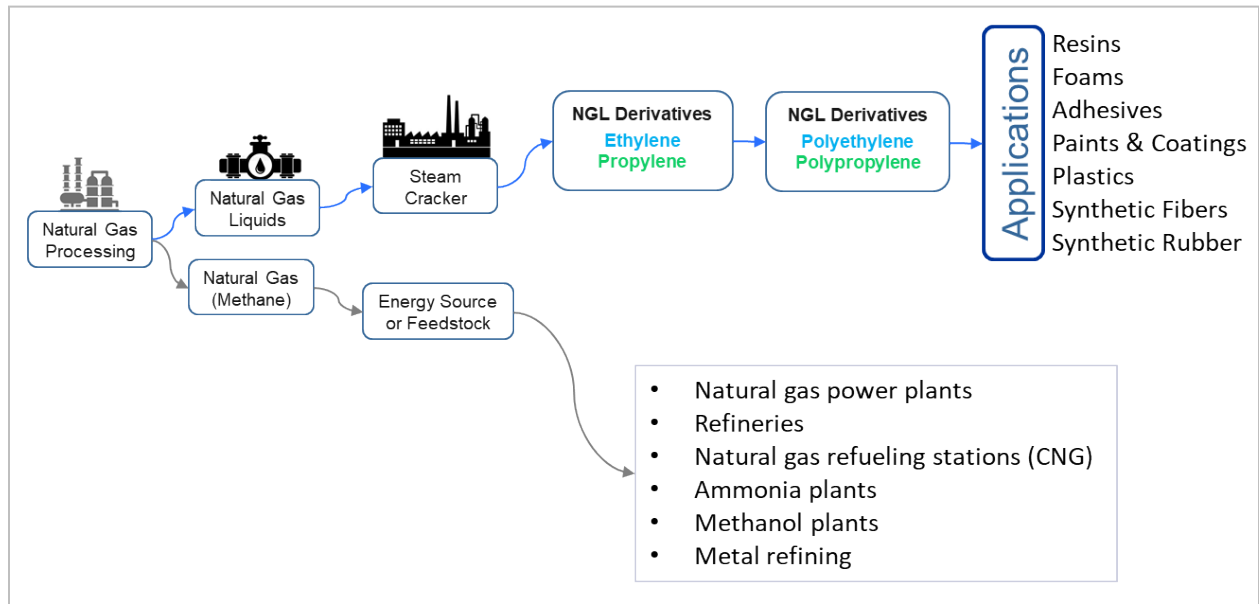 Natural Gas
Processing
Natural Gas
Liquids
Steam
Cracker
NGL Derivatives
Ethylene
Propylene
NGL Derivatives
Polyethylene
Polypropylene
Applications
Resins
Foams
Adhesives
Paints & Coatings
Plastics
Synthetic Fibers
Synthetic Rubber
Natural Gas
(Methane)
Energy Source
or Feedstock
• Natural gas power plants
• Refineries
• Natural gas refueling stations (CNG)
• Ammonia plants
• Methanol plants
• Metal refining